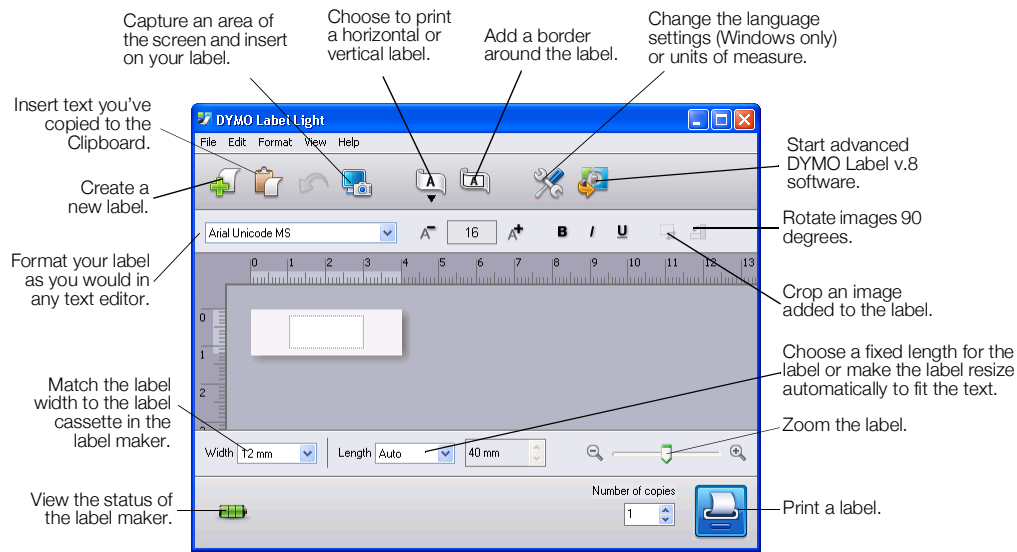 Capture an area of
the screen and insert
on your label.
Choose to print
a horizontal or
vertical label.
Add a border
around the label.
Change the language
settings (Windows only)
or units of measure.
Insert text you've
copied to the
Clipboard.
Create a
new label.
Format your label
as you would in
any text editor.
Match the label
width to the label
cassette in the
label maker.
View the status of
the label maker.
DYMO Label Light
File Edit Format View Help
A A
Arial Unicode MS A- 16 A+ B I U
0 1 2 3 4 5 6 7 8 9 10 11 12 13
0
1
2
3
Width 12 mm Length Auto 40 mm
Number of copies
1
Start advanced
DYMO Label v.8
software.
Rotate images 90
degrees.
Crop an image
added to the label.
Choose a fixed length for the
label or make the label resize
automatically to fit the text.
Zoom the label.
Print a label.